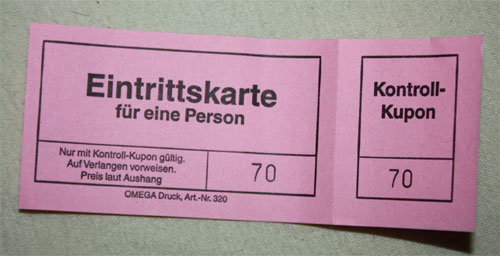 Eintrittskarte
für eine Person
Nur mit Kontroll-Kupon gültig.
Auf Verlangen vorweisen.
Preis laut Aushang
70
OMEGA Druck, Art.-Nr. 320
Kontroll-
Kupon
70